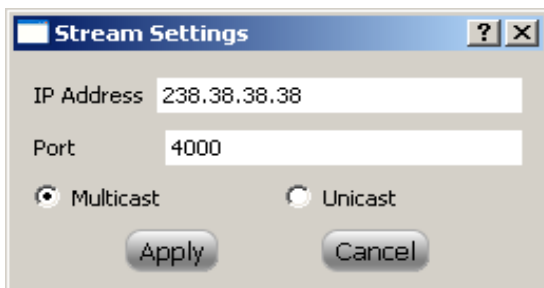 Stream Settings
?
IP Address 238.38.38.38
Port 4000
Multicast Unicast
Apply Cancel